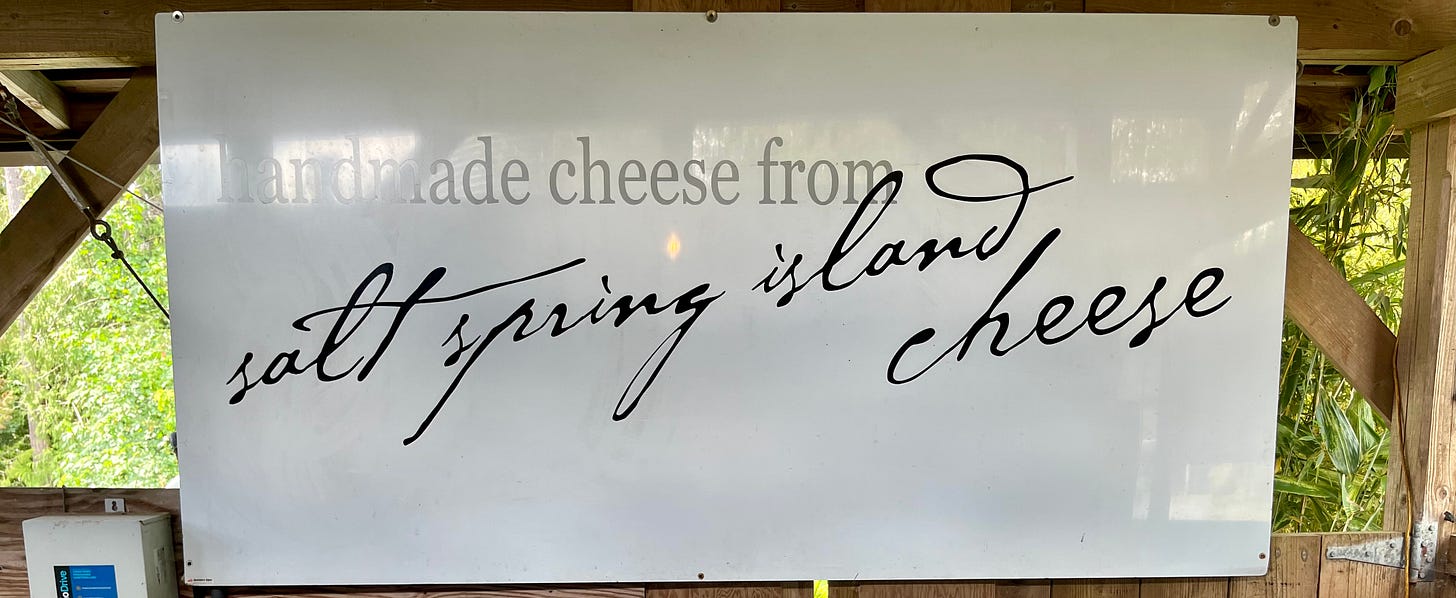 handmade cheese from
salt spring island
cheese